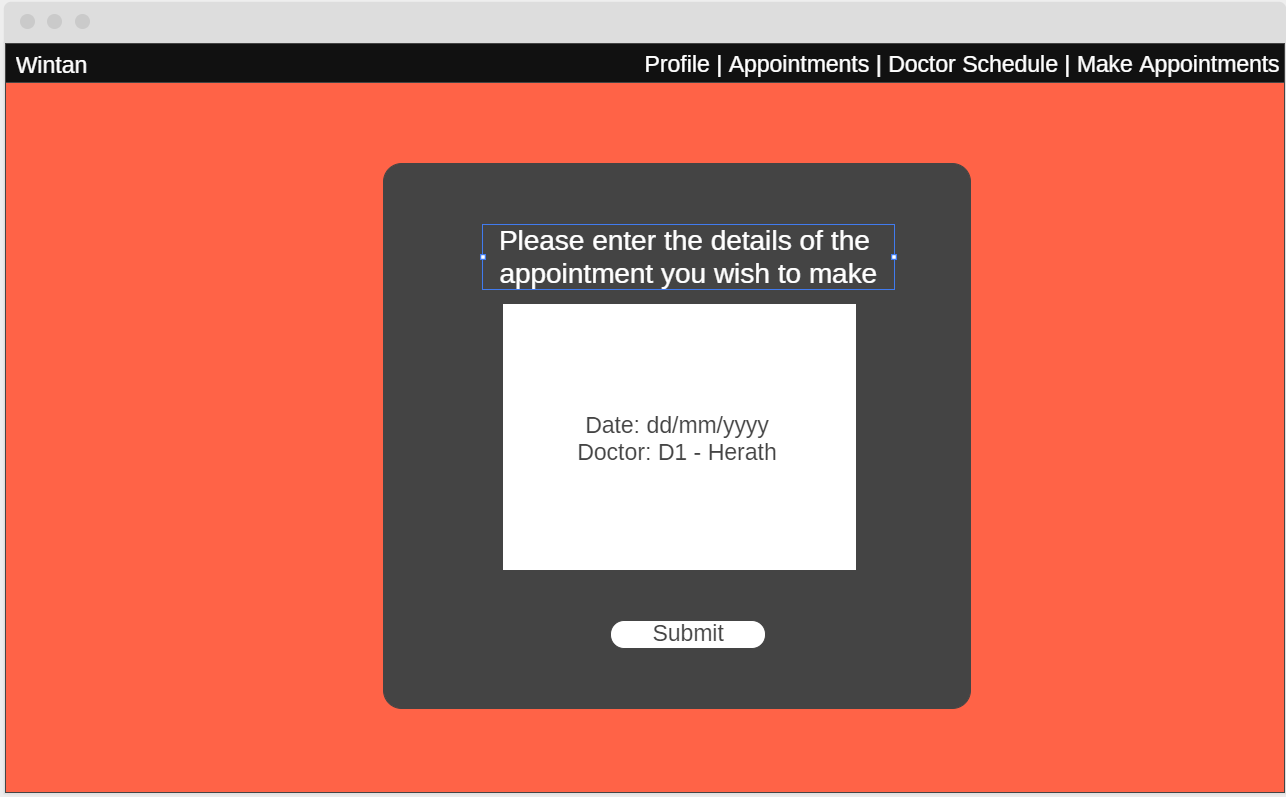 Wintan
Profile | Appointments | Doctor Schedule | Make Appointments
Please enter the details of the
appointment you wish to make
Date: dd/mm/yyyy
Doctor: D1 - Herath
Submit